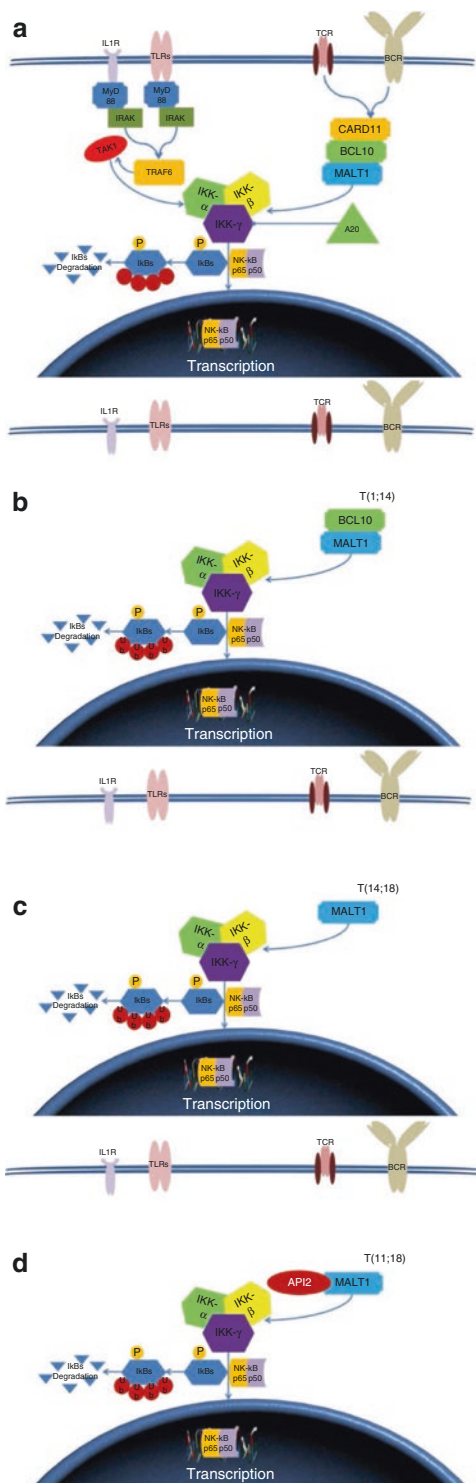 a
IL1R
TLRs
TCR
BCR
MyD
88
MyD
88
IRAK
IRAK
TAK1
TRAF6
CARD11
BCL10
MALT1
A20
IKK-
α
IKK-
β
IKK-γ
P
P
IkBs
Degradation
IkBs
IkBs
NK-kB
p65 p50
NK-kB
p65 p50
Transcription
IL1R
TLRs
TCR
BCR
b
T(1;14)
BCL10
MALT1
IKK-
α
IKK-
β
IKK-γ
P
P
IkBs
Degradation
IkBs
U b U b U b U b
IkBs
NK-kB
p65 p50
NK-kB
p65 p50
Transcription
IL1R
TLRs
TCR
BCR
c
T(14;18)
MALT1
IKK-
α
IKK-
β
IKK-γ
P
P
IkBs
Degradation
IkBs
U b U b U b U b
IkBs
NK-kB
p65 p50
NK-kB
p65 p50
Transcription
IL1R
TLRs
TCR
BCR
d
T(11;18)
API2
MALT1
IKK-
α
IKK-
β
IKK-γ
P
P
IkBs
Degradation
IkBs
U b U b U b U b
IkBs
NK-kB
p65 p50
NK-kB
p65 p50
Transcription